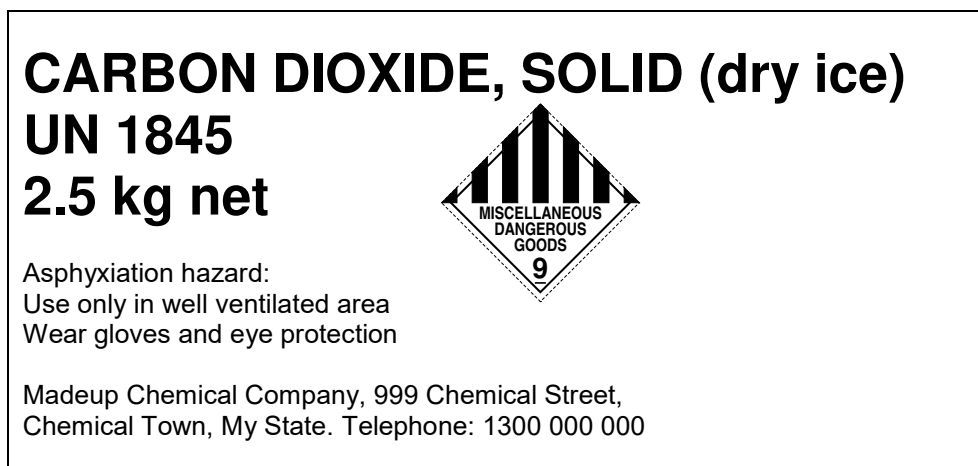 CARBON DIOXIDE, SOLID (dry ice)
UN 1845
2.5 kg net
MISCELLANEOUS
DANGEROUS
GOODS
9
Asphyxiation hazard:
Use only in well ventilated area
Wear gloves and eye protection
Madeup Chemical Company, 999 Chemical Street,
Chemical Town, My State. Telephone: 1300 000 000